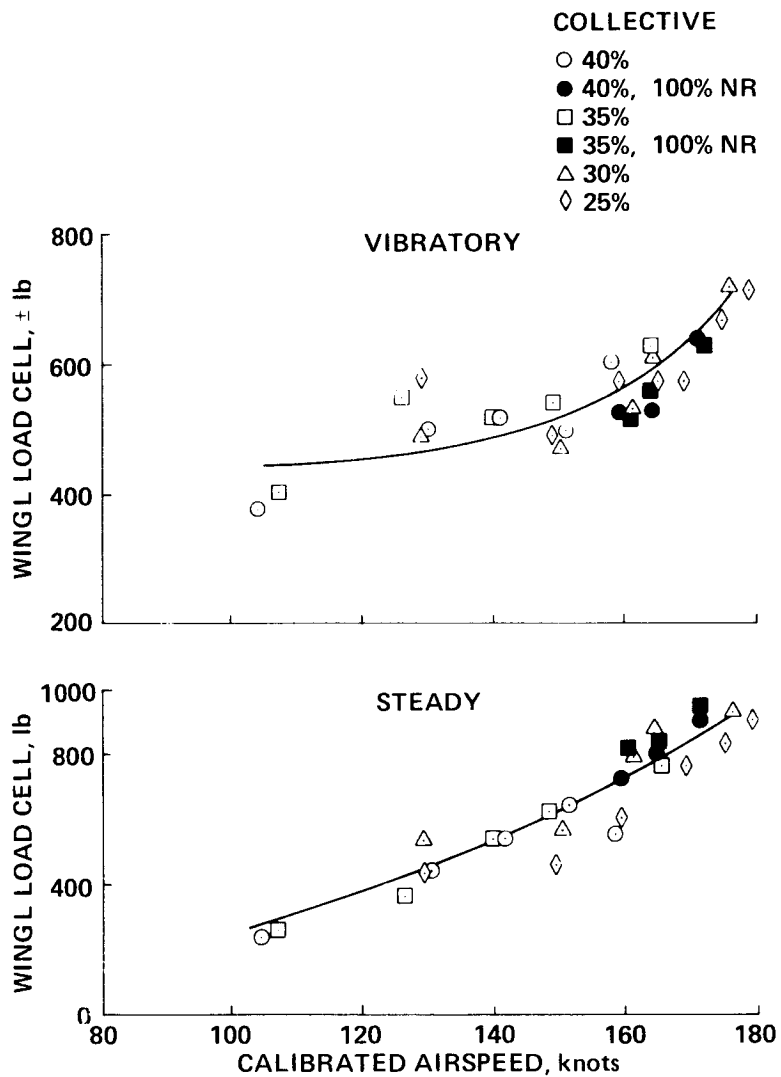 COLLECTIVE
40%
40%, 100% NR
35%
35%, 100% NR
30%
25%
VIBRATORY
WING L LOAD CELL, ± lb
800
600
400
200
STEADY
WING L LOAD CELL, lb
1000
800
400
0
80 100 120 140 160 180
CALIBRATED AIRSPEED, knots